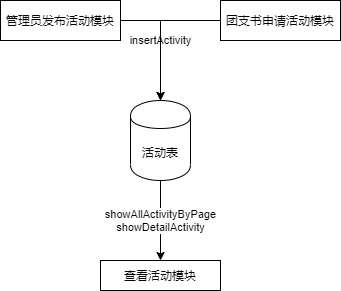 管理员发布活动模块
团支书申请活动模块
insertActivity
活动表
showAllActivityByPage
showDetailActivity
查看活动模块